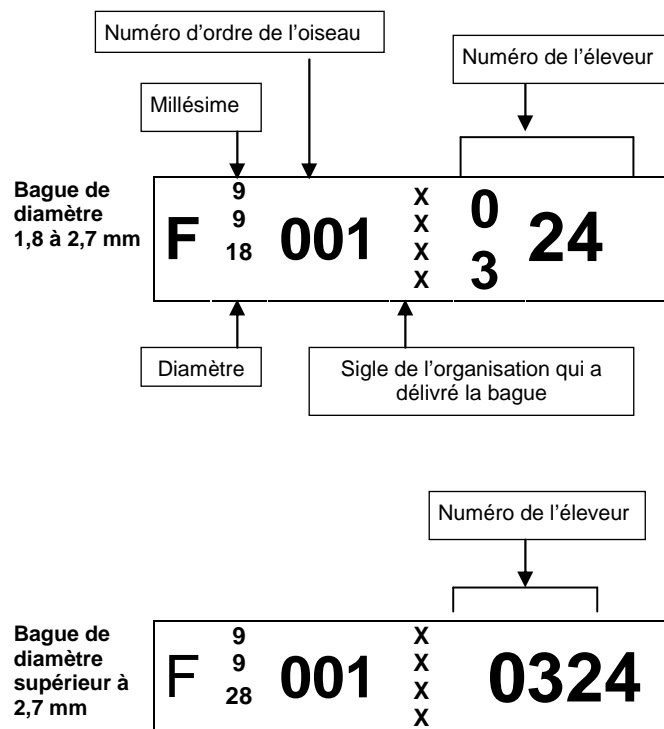 Numéro d'ordre de l'oiseau
Numéro de l'éleveur
Millésime
Bague de
diamètre
1,8 à 2,7 mm
F 9 9 18 001 X X X X 0 3 24
Diamètre
Sigle de l'organisation qui a
délivré la bague
Numéro de l'éleveur
Bague de
diamètre
supérieur à
2,7 mm
F 9 9 28 001 X X X X 0324